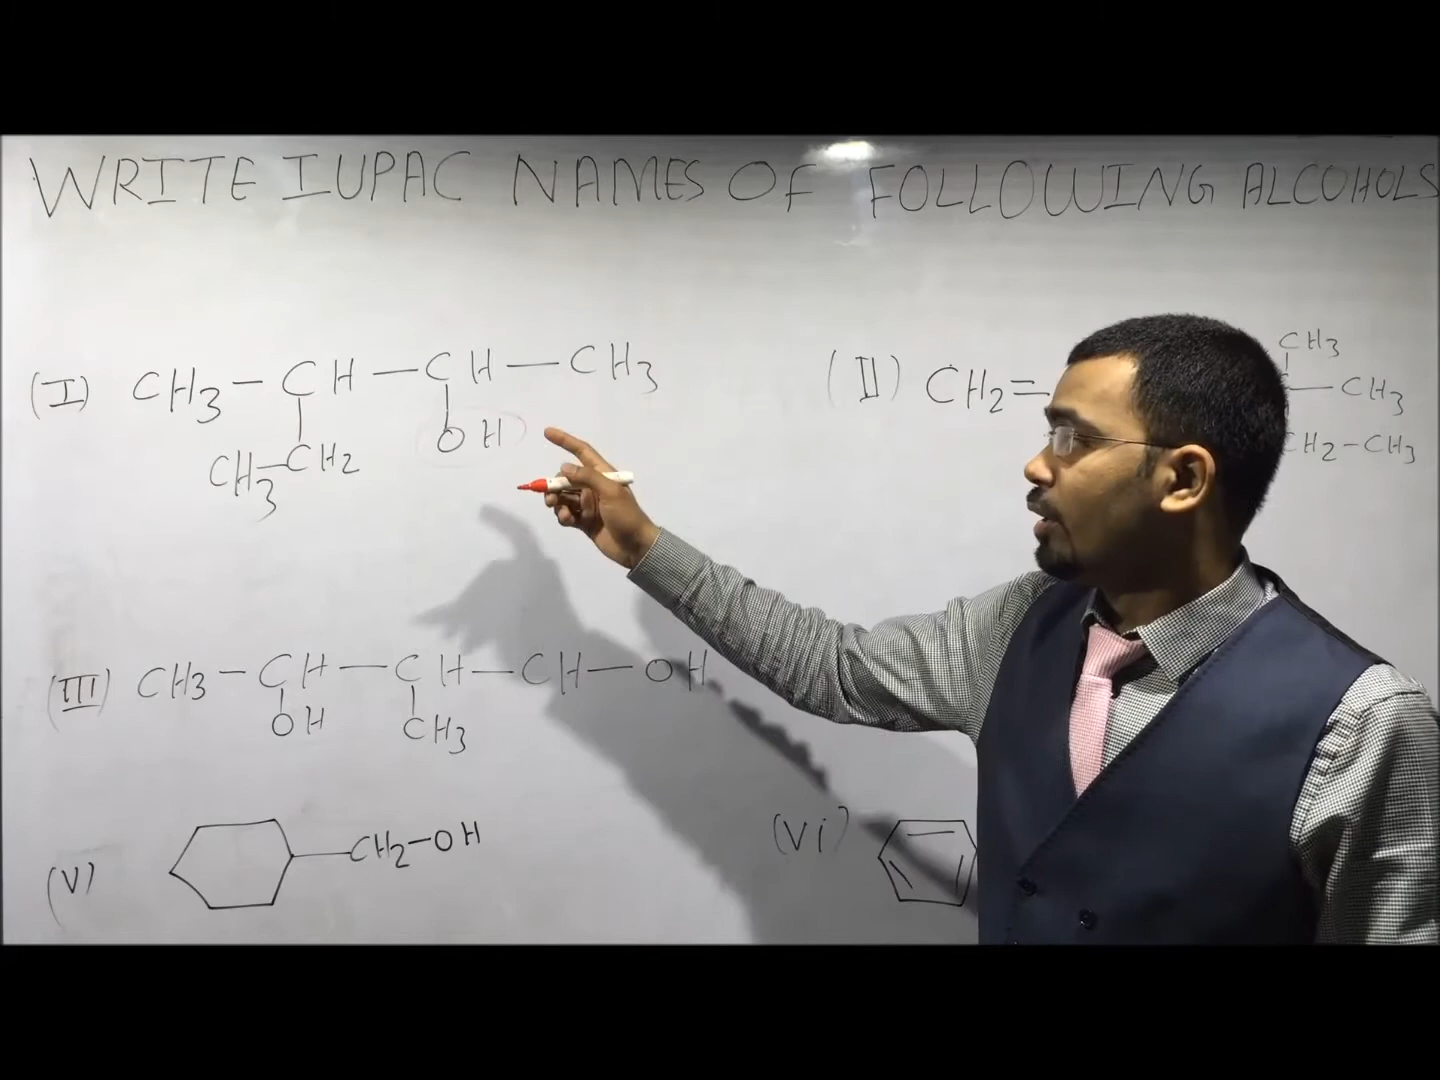 WRITE IUPAC NAMES OF FOLLOWING ALCOHOLS
(I) CH3 – CH – CH – CH3
OH
CH3 – CH2
(II) CH2 =
CH3
– CH3
CH2 – CH3
(III) CH3 – CH – CH – CH – OH
OH CH3
(V) CH2 – OH
(Vi)